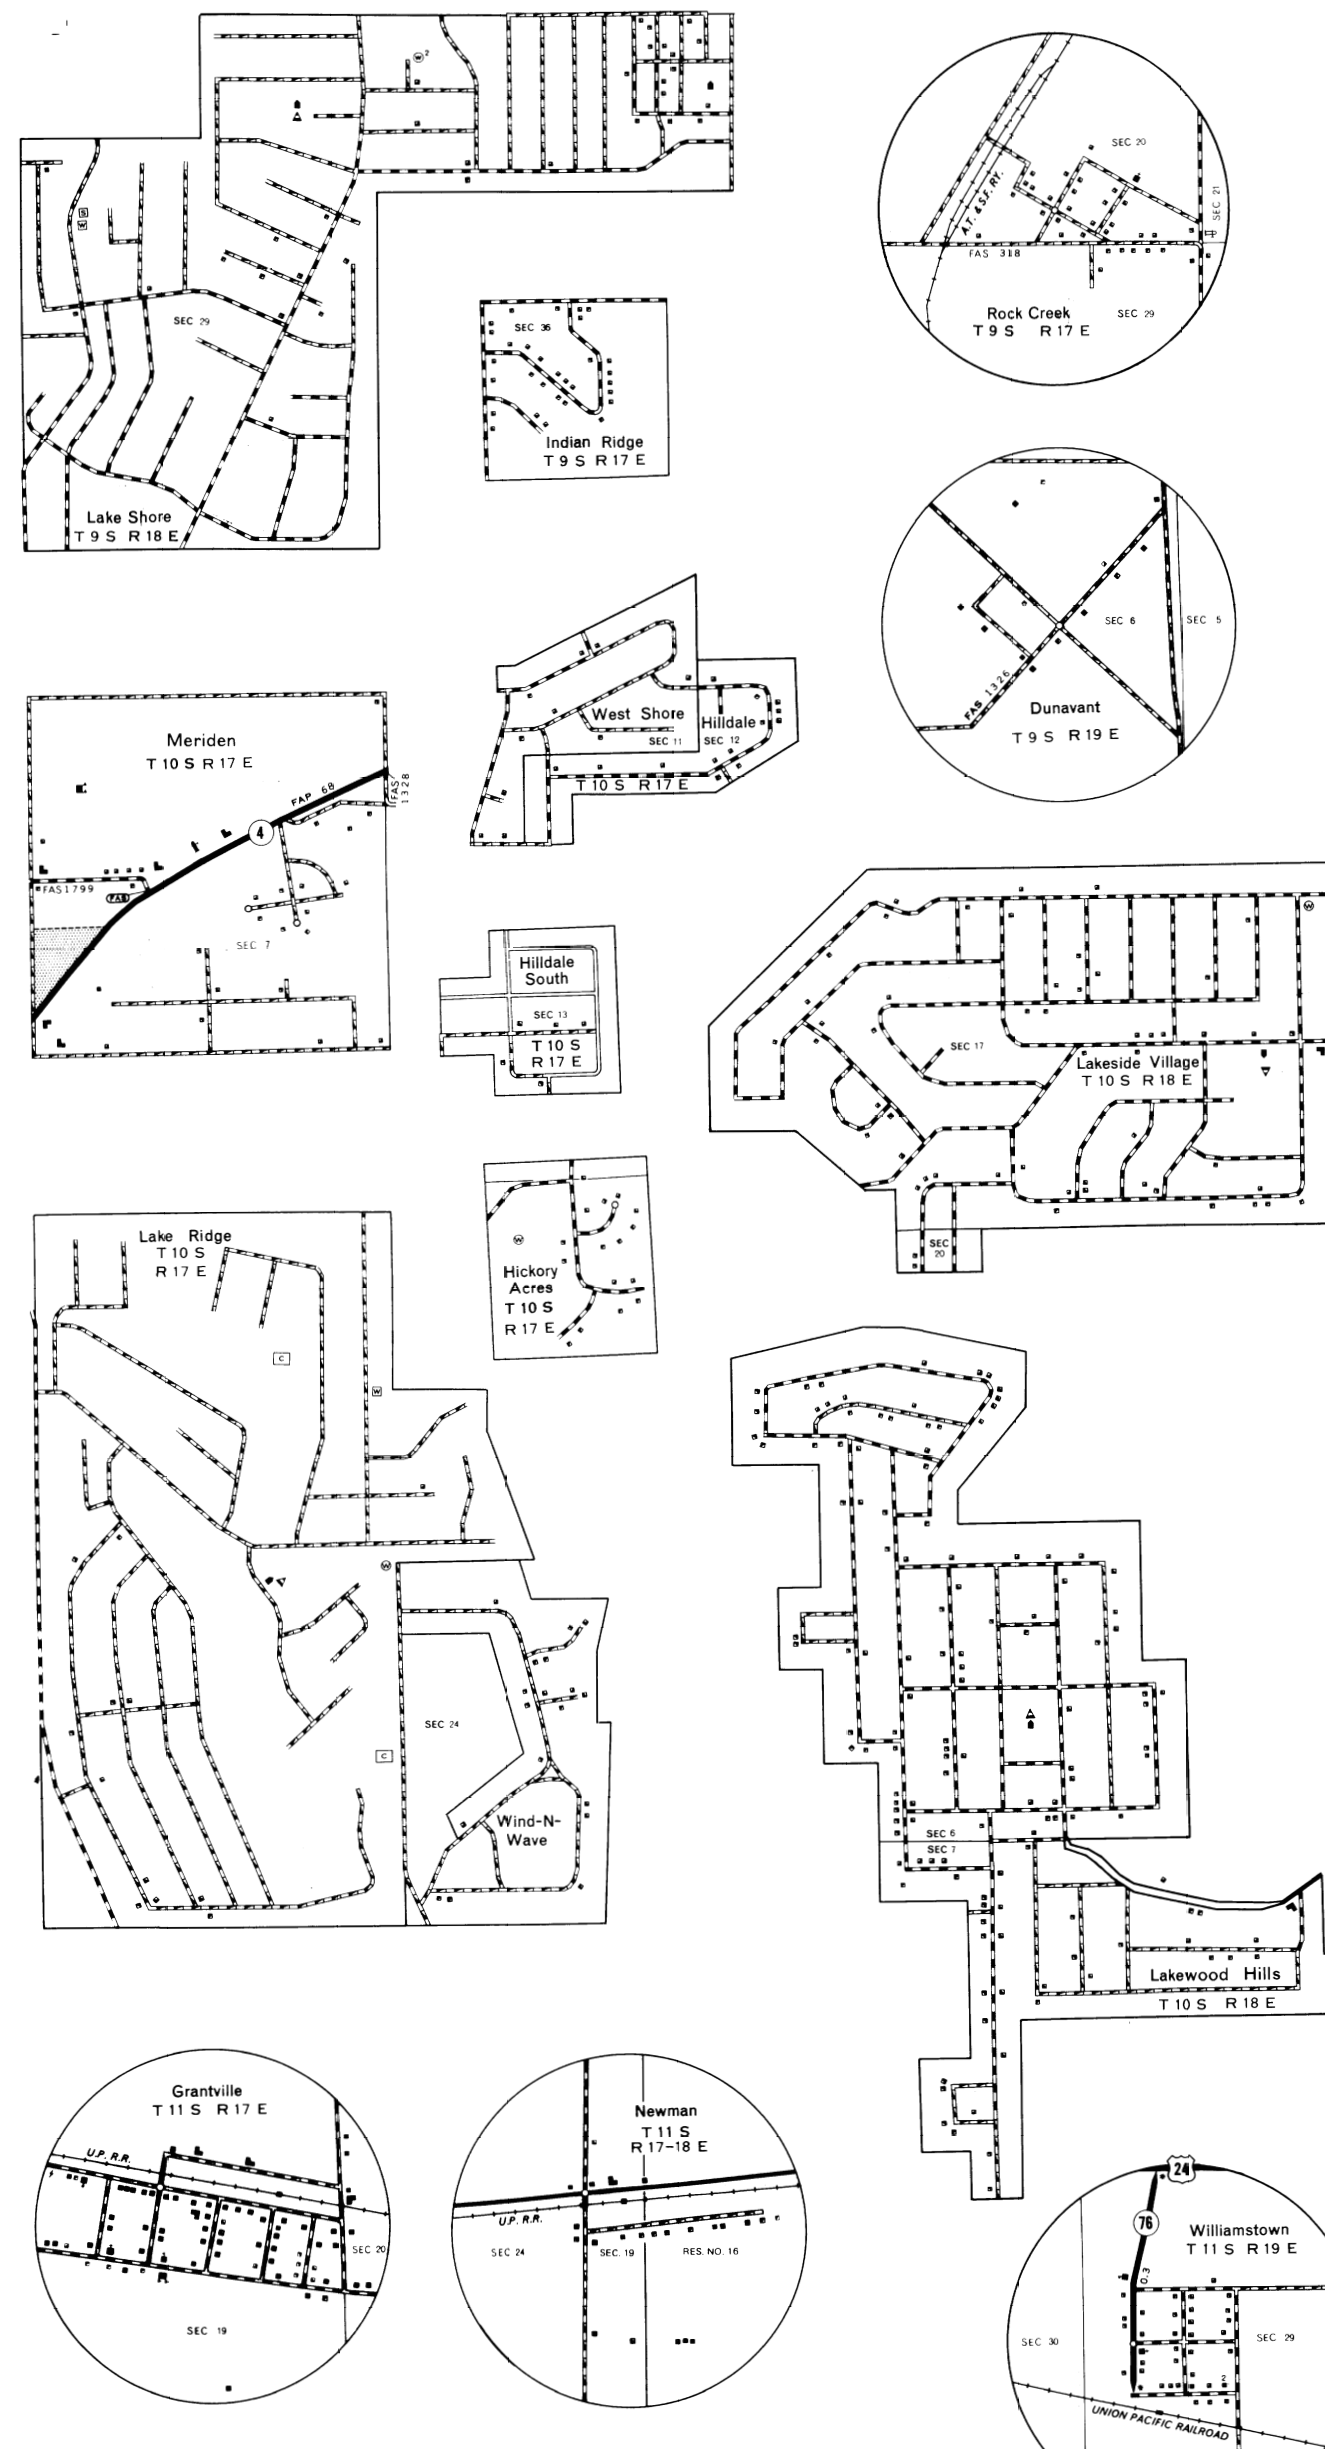 W 2
S
W
SEC 29
Lake Shore
T 9 S R 18 E
SEC 36
Indian Ridge
T 9 S R 17 E
SEC 20
SEC 21
A.T. & S.F. RY.
FAS 318
Rock Creek
T 9 S R 17 E
SEC 29
SEC 6
SEC 5
FAS 1326
Dunavant
T 9 S R 19 E
Meriden
T 10 S R 17 E
FAP 68
FAS 1328
4
FAS 1799
FAS
SEC 7
West Shore
Hilldale
SEC 11
SEC 12
T 10 S R 17 E
Hilldale
South
SEC 13
T 10 S
R 17 E
W
SEC 17
Lakeside Village
T 10 S R 18 E
SEC
20
W
Hickory
Acres
T 10 S
R 17 E
Lake Ridge
T 10 S
R 17 E
C
W
W
SEC 24
C
Wind-N-
Wave
SEC 6
SEC 7
Lakewood Hills
T 10 S R 18 E
Grantville
T 11 S R 17 E
U.P. R.R.
SEC 20
SEC 19
Newman
T 11 S
R 17-18 E
U.P. R.R.
SEC 24
SEC. 19
RES. NO. 16
24
76
Williamstown
T 11 S R 19 E
0.3
SEC 30
SEC 29
2
UNION PACIFIC RAILROAD